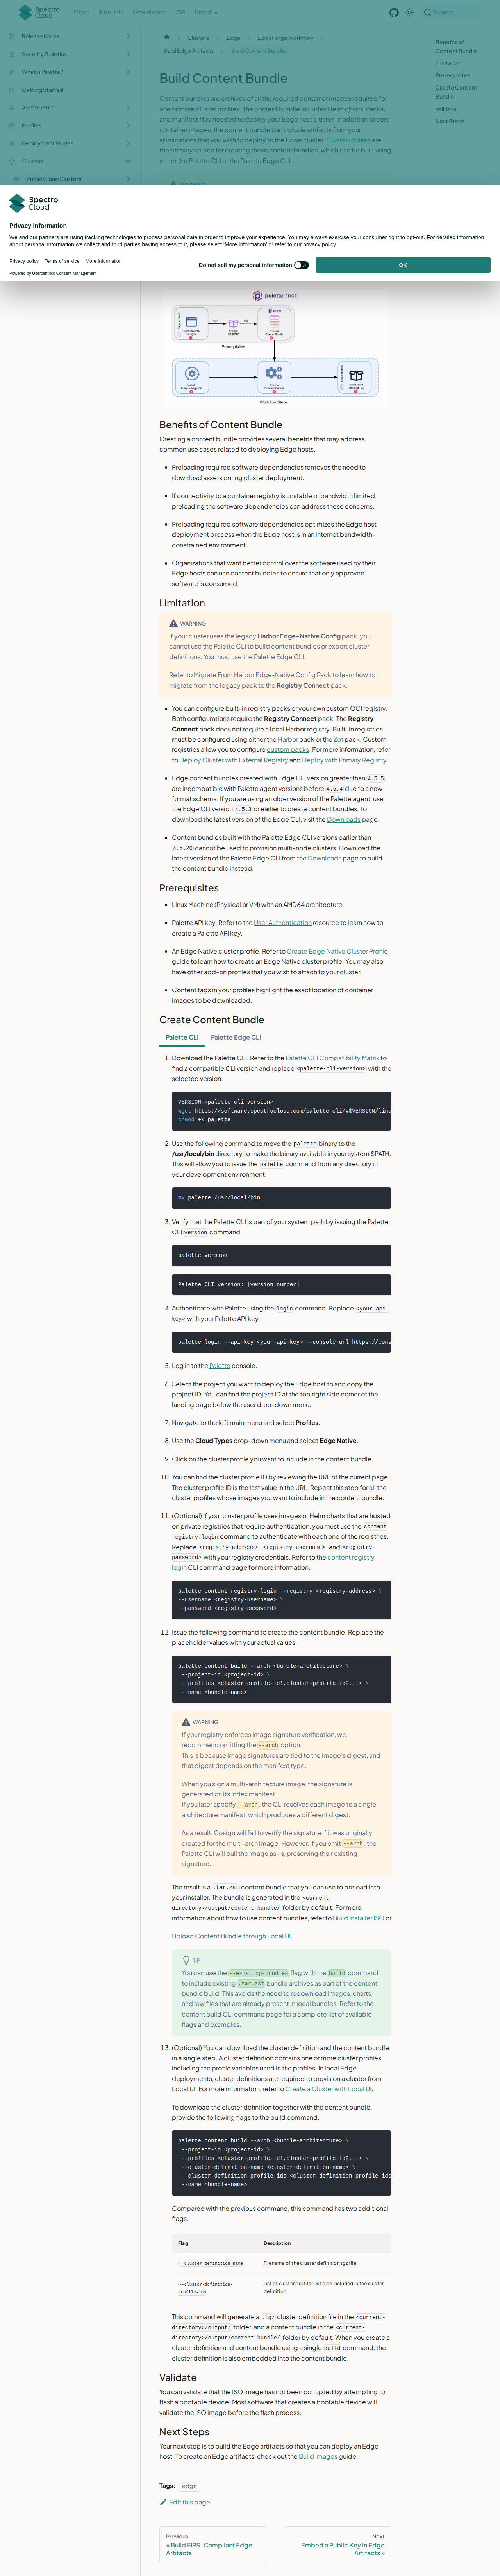 Spectro Cloud
Docs
Tutorials
Downloads
API
latest
Search
Release Notes
Security Bulletins
What is Palette?
Getting Started
Architecture
Profiles
Deployment Modes
Clusters
Public Cloud Clusters
Clusters
Edge
EdgeForge Workflow
Build Edge Artifacts
Build Content Bundle
Build Content Bundle
Content bundles are archives of all the required container images required for
one or more cluster profiles. The content bundle includes Helm charts, Packs,
and manifest files needed to deploy your Edge host cluster. In addition to core
container images, the content bundle can include artifacts from your
applications that you wish to deploy to the Edge cluster. Cluster Profiles are
the primary source for creating these content bundles, which can be built using
either the Palette CLI or the Palette Edge CLI.
Benefits of Content Bundle
Limitation
Prerequisites
Create Content Bundle
Validate
Next Steps
Spectro Cloud
Privacy Information
We and our partners are using tracking technologies to process personal data in order to improve your experience. You may always exercise your consumer right to opt-out. For detailed information
about personal information we collect and third parties having access to it, please select 'More Information' or refer to our privacy policy.
Privacy policy
Terms of service
More Information
Do not sell my personal information
OK
Powered by Usercentrics Consent Management
Prerequisites
Workflow Steps
Benefits of Content Bundle
Creating a content bundle provides several benefits that may address
common use cases related to deploying Edge hosts.
Preloading required software dependencies removes the need to
download assets during cluster deployment.
If connectivity to a container registry is unstable or bandwidth limited,
preloading the software dependencies can address these concerns.
Preloading required software dependencies optimizes the Edge host
deployment process when the Edge host is in an internet bandwidth-
constrained environment.
Organizations that want better control over the software used by their
Edge hosts can use content bundles to ensure that only approved
software is consumed.
Limitation
WARNING
If your cluster uses the legacy Harbor Edge-Native Config pack, you
cannot use the Palette CLI to build content bundles or export cluster
definitions. You must use the Palette Edge CLI.
Refer to Migrate From Harbor Edge-Native Config Pack to learn how to
migrate from the legacy pack to the Registry Connect pack.
You can configure built-in registry packs or your own custom OCI registry.
Both configurations require the Registry Connect pack. The Registry
Connect pack does not require a local Harbor registry. Built-in registries
must be configured using either the Harbor pack or the Zot pack. Custom
registries allow you to configure custom packs. For more information, refer
to Deploy Cluster with External Registry and Deploy with Primary Registry.
Edge content bundles created with Edge CLI version greater than 4.5.5,
are incompatible with Palette agent versions before 4.5.4 due to a new
format schema. If you are using an older version of the Palette agent, use
the Edge CLI version 4.5.3 or earlier to create content bundles. To
download the latest version of the Edge CLI, visit the Downloads page.
Content bundles built with the Palette Edge CLI versions earlier than
4.5.20 cannot be used to provision multi-node clusters. Download the
latest version of the Palette Edge CLI from the Downloads page to build
the content bundle instead.
Prerequisites
Linux Machine (Physical or VM) with an AMD64 architecture.
Palette API key. Refer to the User Authentication resource to learn how to
create a Palette API key.
An Edge Native cluster profile. Refer to Create Edge Native Cluster Profile
guide to learn how to create an Edge Native cluster profile. You may also
have other add-on profiles that you wish to attach to your cluster.
Content tags in your profiles highlight the exact location of container
images to be downloaded.
Create Content Bundle
Palette CLI
Palette Edge CLI
1. Download the Palette CLI. Refer to the Palette CLI Compatibility Matrix to
find a compatible CLI version and replace <palette-cli-version> with the
selected version.
VERSION=<palette-cli-version>
wget https://software.spectrocloud.com/palette-cli/v$VERSION/linu
chmod +x palette
2. Use the following command to move the palette binary to the
/usr/local/bin directory to make the binary available in your system $PATH.
This will allow you to issue the palette command from any directory in
your development environment.
mv palette /usr/local/bin
3. Verify that the Palette CLI is part of your system path by issuing the Palette
CLI version command.
palette version
Palette CLI version: [version number]
4. Authenticate with Palette using the login command. Replace <your-api-
key> with your Palette API key.
palette login --api-key <your-api-key> --console-url https://cons
5. Log in to the Palette console.
6. Select the project you want to deploy the Edge host to and copy the
project ID. You can find the project ID at the top right side corner of the
landing page below the user drop-down menu.
7. Navigate to the left main menu and select Profiles.
8. Use the Cloud Types drop-down menu and select Edge Native.
9. Click on the cluster profile you want to include in the content bundle.
10. You can find the cluster profile ID by reviewing the URL of the current page.
The cluster profile ID is the last value in the URL. Repeat this step for all the
cluster profiles whose images you want to include in the content bundle.
11. (Optional) If your cluster profile uses images or Helm charts that are hosted
on private registries that require authentication, you must use the content
registry-login command to authenticate with each one of the registries.
Replace <registry-address>, <registry-username>, and <registry-
password> with your registry credentials. Refer to the content registry-
login CLI command page for more information.
palette content registry-login --registry <registry-address> \
--username <registry-username> \
--password <registry-password>
12. Issue the following command to create the content bundle. Replace the
placeholder values with your actual values.
palette content build --arch <bundle-architecture> \
--project-id <project-id> \
--profiles <cluster-profile-id1,cluster-profile-id2...> \
--name <bundle-name>
WARNING
If your registry enforces image signature verification, we
recommend omitting the --arch option.
This is because image signatures are tied to the image's digest, and
that digest depends on the manifest type.
When you sign a multi-architecture image, the signature is
generated on its index manifest.
If you later specify --arch, the CLI resolves each image to a single-
architecture manifest, which produces a different digest.
As a result, Cosign will fail to verify the signature if it was originally
created for the multi-arch image. However, if you omit --arch, the
Palette CLI will pull the image as-is, preserving their existing
signature.
The result is a .tar.zst content bundle that you can use to preload into
your installer. The bundle is generated in the <current-
directory>/output/content-bundle/ folder by default. For more
information about how to use content bundles, refer to Build Installer ISO or
Upload Content Bundle through Local UI.
TIP
You can use the --existing-bundles flag with the build command
to include existing .tar.zst bundle archives as part of the content
bundle build. This avoids the need to redownload images, charts,
and raw files that are already present in local bundles. Refer to the
content build CLI command page for a complete list of available
flags and examples.
13. (Optional) You can download the cluster definition and the content bundle
in a single step. A cluster definition contains one or more cluster profiles,
including the profile variables used in the profiles. In local Edge
deployments, cluster definitions are required to provision a cluster from
Local UI. For more information, refer to Create a Cluster with Local UI.
To download the cluster definition together with the content bundle,
provide the following flags to the build command.
palette content build --arch <bundle-architecture> \
--project-id <project-id> \
--profiles <cluster-profile-id1,cluster-profile-id2...> \
--cluster-definition-name <cluster-definition-name> \
--cluster-definition-profile-ids <cluster-definition-profile-ids
--name <bundle-name>
Compared with the previous command, this command has two additional
flags.
Flag
Description
--cluster-definition-name
Filename of the cluster definition tgz file.
--cluster-definition-profile-ids
List of cluster profile IDs to be included in the cluster
definition.
This command will generate a .tgz cluster definition file in the <current-
directory>/output/ folder, and a content bundle in the <current-
directory>/output/content-bundle/ folder by default. When you create a
cluster definition and content bundle using a single build command, the
cluster definition is also embedded into the content bundle.
Validate
You can validate that the ISO image has not been corrupted by attempting to
flash a bootable device. Most software that creates a bootable device will
validate the ISO image before the flash process.
Next Steps
Your next step is to build the Edge artifacts so that you can deploy an Edge
host. To create an Edge artifacts, check out the Build Images guide.
Tags:
edge
Edit this page
Previous
« Build FIPS-Compliant Edge
Artifacts
Next
Embed a Public Key in Edge
Artifacts »